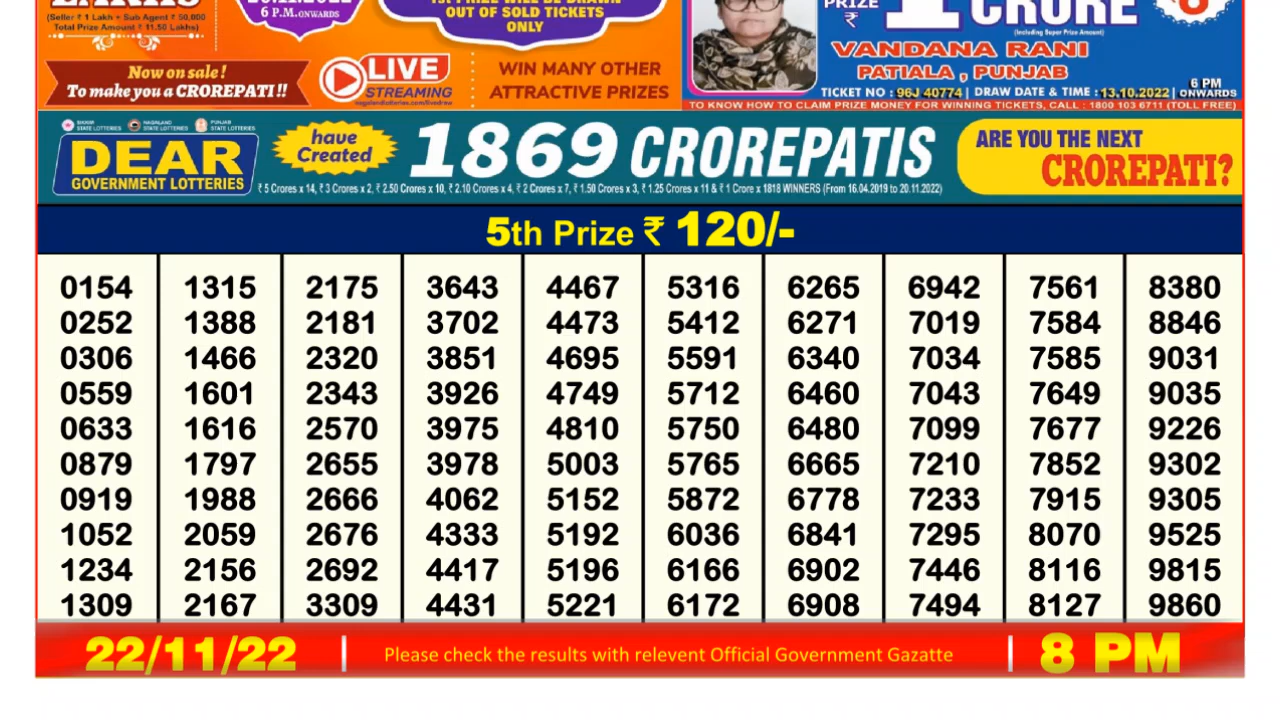 (Seller ₹ 1 Lakh + Sub Agent ₹ 50,000
Total Prize Amount ₹ 11.50 Lakhs)
6 P.M. ONWARDS
1st PRIZE WILL BE DRAWN
OUT OF SOLD TICKETS
ONLY
Now on sale!
To make you a CROREPATI !!
LIVE
STREAMING
nagalandlotteries.com/livedraw
WIN MANY OTHER
ATTRACTIVE PRIZES
PRIZE
₹
1
CRORE
(Including Super Prize Amount)
VANDANA RANI
PATIALA , PUNJAB
TICKET NO : 96J 40774 | DRAW DATE & TIME : 13.10.2022 | 6 PM ONWARDS
TO KNOW HOW TO CLAIM PRIZE MONEY FOR WINNING TICKETS, CALL : 1800 103 6711 (TOLL FREE)
SIKKIM STATE LOTTERIES NAGALAND STATE LOTTERIES PUNJAB STATE LOTTERIES
DEAR
GOVERNMENT LOTTERIES
have
Created
1869 CROREPATIS
₹ 5 Crores x 14, ₹ 3 Crores x 2, ₹ 2.50 Crores x 10, ₹ 2.10 Crores x 4, ₹ 2 Crores x 7, ₹ 1.50 Crores x 3, ₹ 1.25 Crores x 11 & ₹ 1 Crore x 1818 WINNERS (From 16.04.2019 to 20.11.2022)
ARE YOU THE NEXT
CROREPATI?
5th Prize ₹ 120/-
0154 1315 2175 3643 4467 5316 6265 6942 7561 8380
0252 1388 2181 3702 4473 5412 6271 7019 7584 8846
0306 1466 2320 3851 4695 5591 6340 7034 7585 9031
0559 1601 2343 3926 4749 5712 6460 7043 7649 9035
0633 1616 2570 3975 4810 5750 6480 7099 7677 9226
0879 1797 2655 3978 5003 5765 6665 7210 7852 9302
0919 1988 2666 4062 5152 5872 6778 7233 7915 9305
1052 2059 2676 4333 5192 6036 6841 7295 8070 9525
1234 2156 2692 4417 5196 6166 6902 7446 8116 9815
1309 2167 3309 4431 5221 6172 6908 7494 8127 9860
22/11/22 | Please check the results with relevent Official Government Gazatte | 8 PM